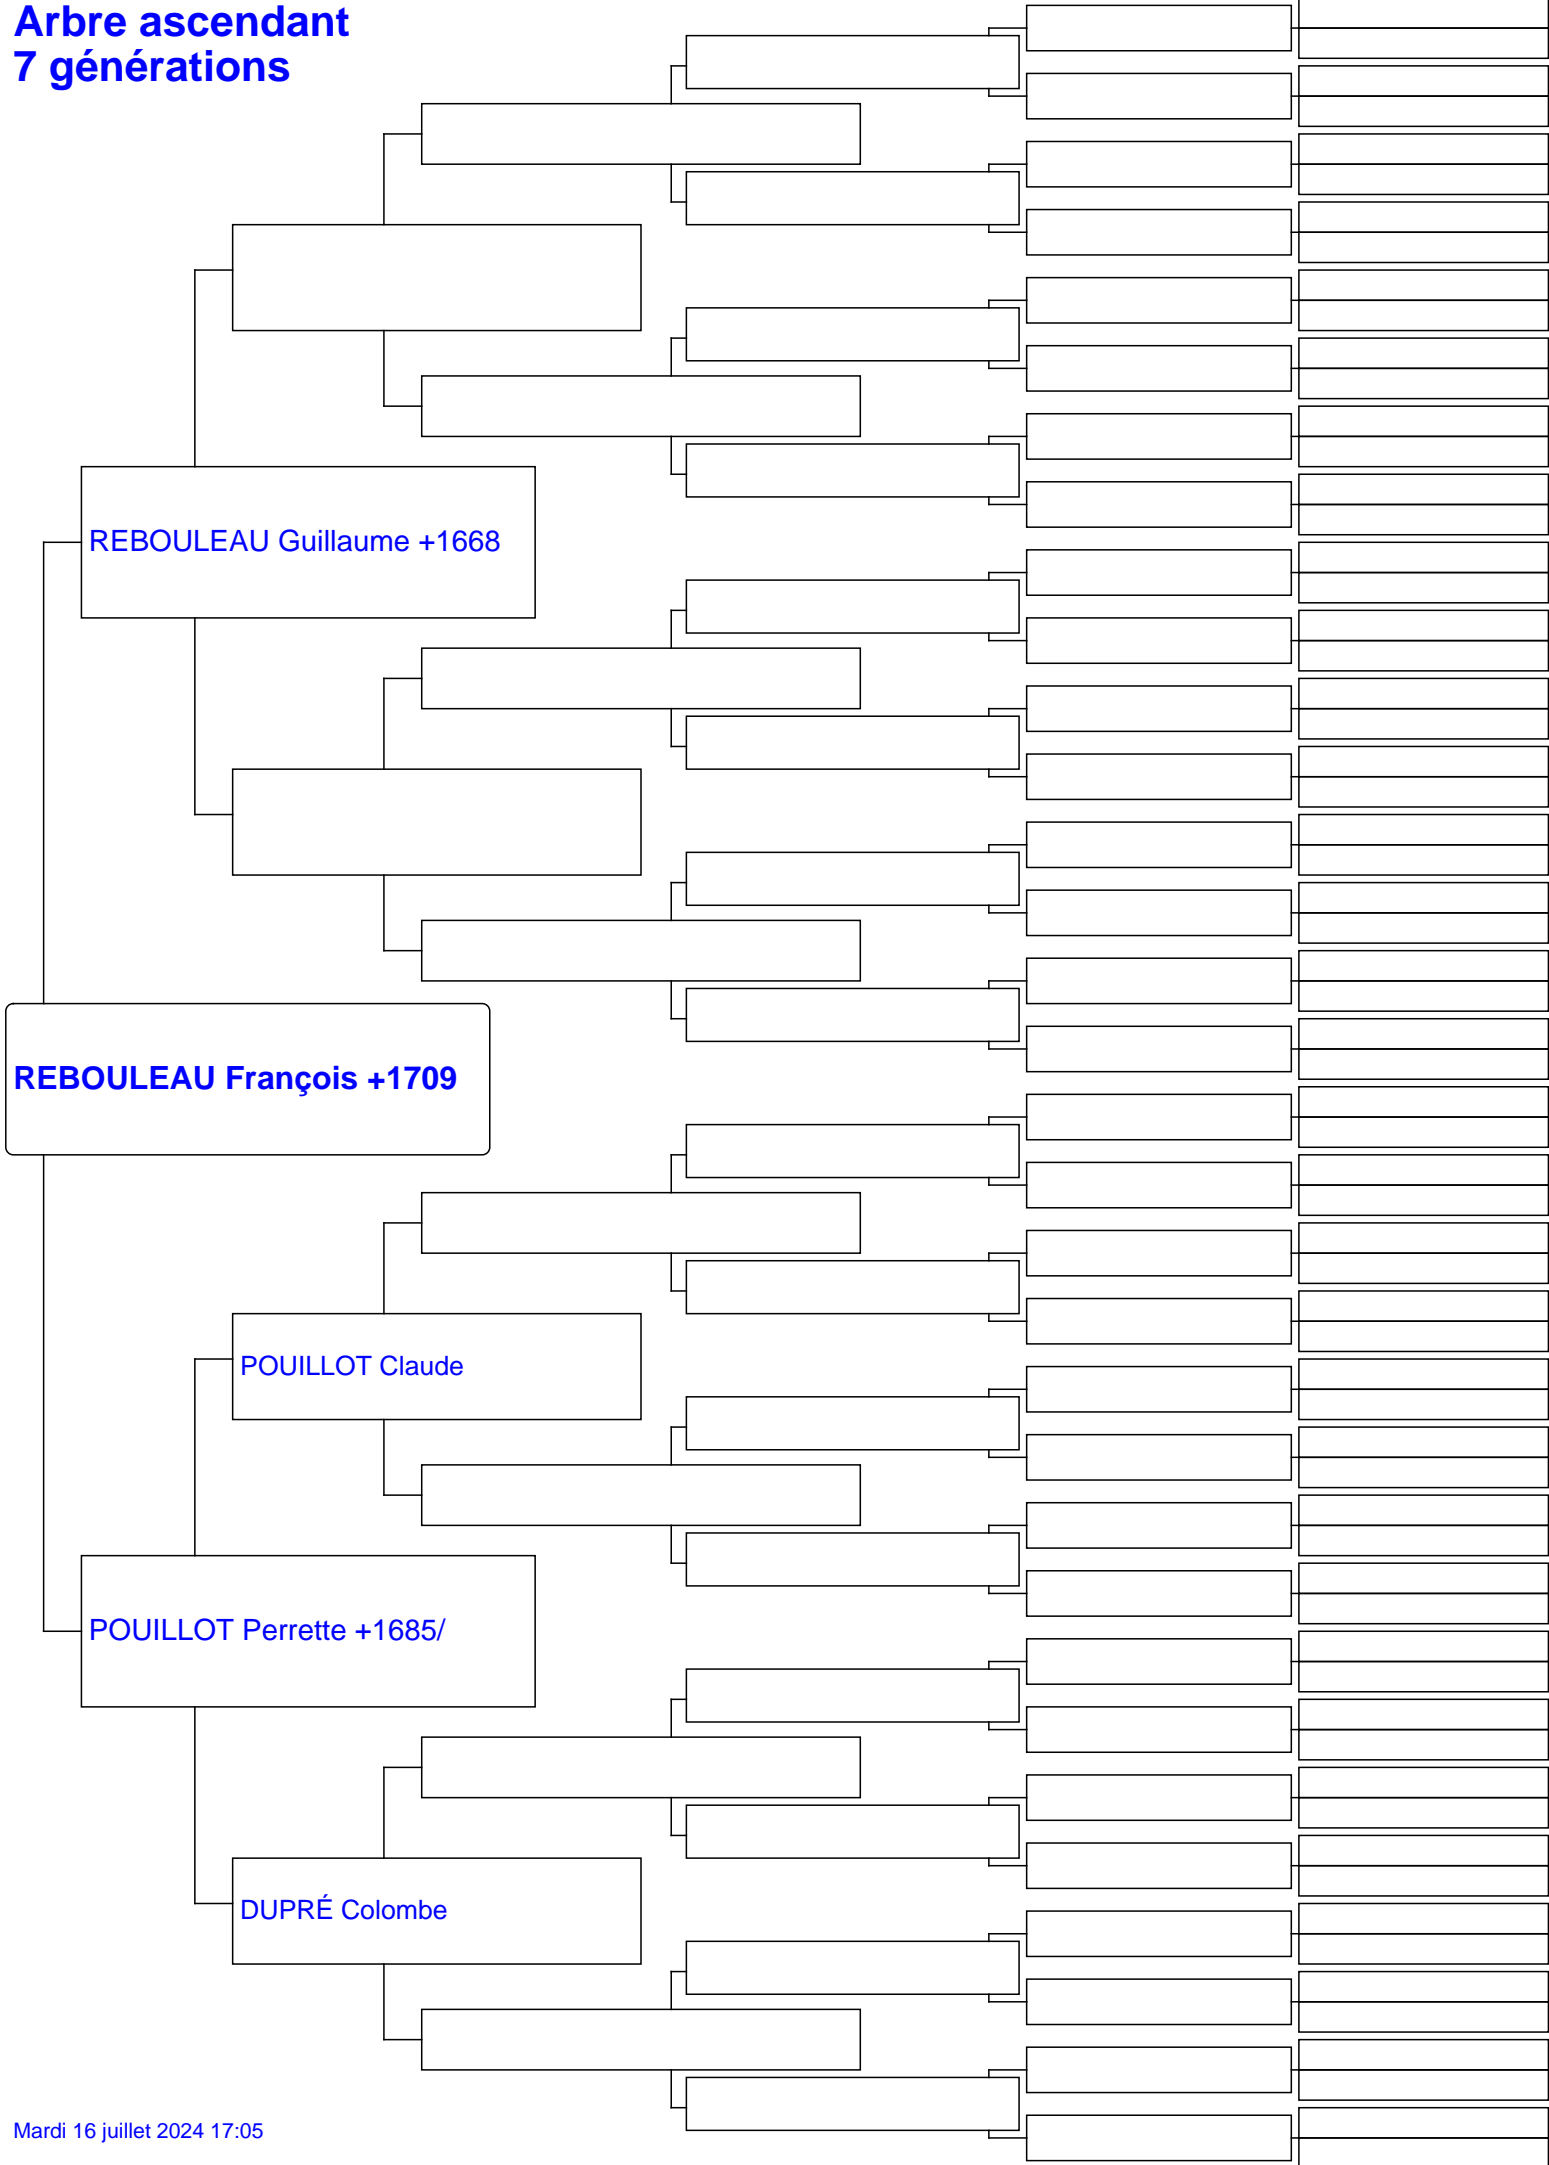 Arbre ascendant
7 générations
REBOULEAU Guillaume +1668
REBOULEAU François +1709
POUILLOT Claude
POUILLOT Perrette +1685/
DUPRÉ Colombe
Mardi 16 juillet 2024 17:05